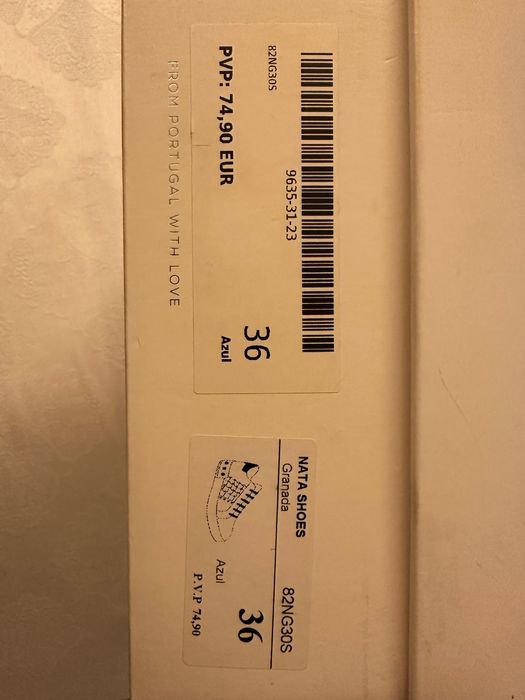 9635-31-23
82NG30S
36
PVP: 74,90 EUR
Azul
FROM PORTUGAL WITH LOVE
NATA SHOES
Granada
82NG30S
36
Azul
P.V.P 74,90